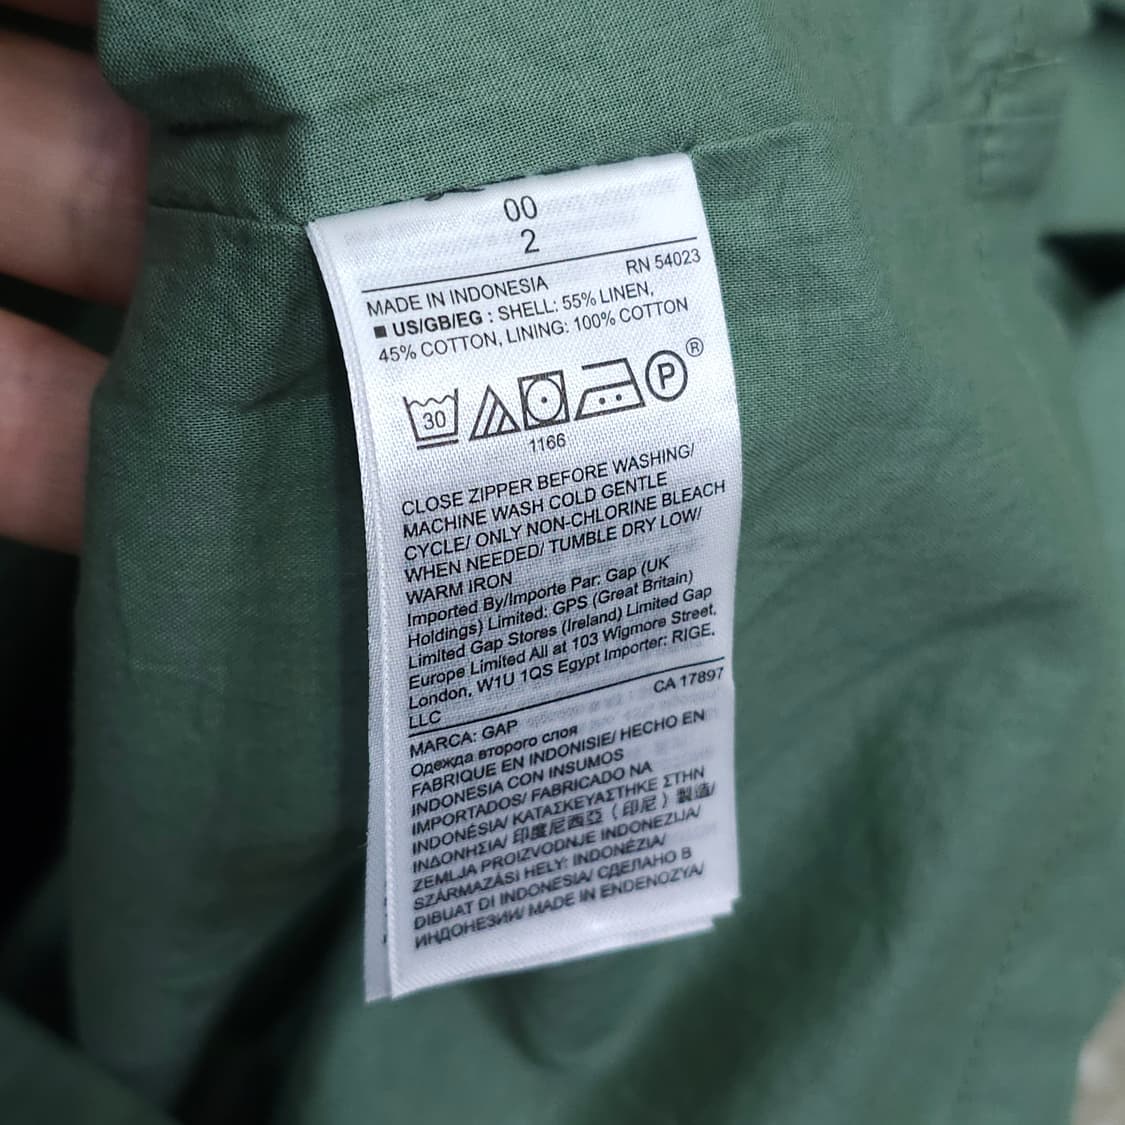 00
2
RN 54023
MADE IN INDONESIA
■ US/GB/EG : SHELL: 55% LINEN,
45% COTTON, LINING: 100% COTTON
30
P
®
1166
CLOSE ZIPPER BEFORE WASHING/
MACHINE WASH COLD GENTLE
CYCLE/ ONLY NON-CHLORINE BLEACH
WHEN NEEDED/ TUMBLE DRY LOW/
WARM IRON
Imported By/Importe Par: Gap (UK
Holdings) Limited: GPS (Great Britain)
Limited Gap Stores (Ireland) Limited Gap
Europe Limited All at 103 Wigmore Street,
London, W1U 1QS Egypt Importer: RIGE,
LLC
CA 17897
MARCA: GAP
Одежда второго слоя
FABRIQUE EN INDONISIE/ HECHO EN
INDONESIA CON INSUMOS
IMPORTADOS/ FABRICADO NA
INDONÉSIA/ ΚΑΤΑΣΚΕΥΑΣΤΗΚΕ ΣΤΗΝ
ΙΝΔΟΝΗΣΙΑ/ 印度尼西亞（印尼）製造/
ZEMLJA PROIZVODNJE INDONEZIJA/
SZÁRMAZÁSI HELY: INDONÉZIA/
DIBUAT DI INDONESIA/ СДЕЛАНО В
ИНДОНЕЗИИ/ MADE IN ENDENOZYA/